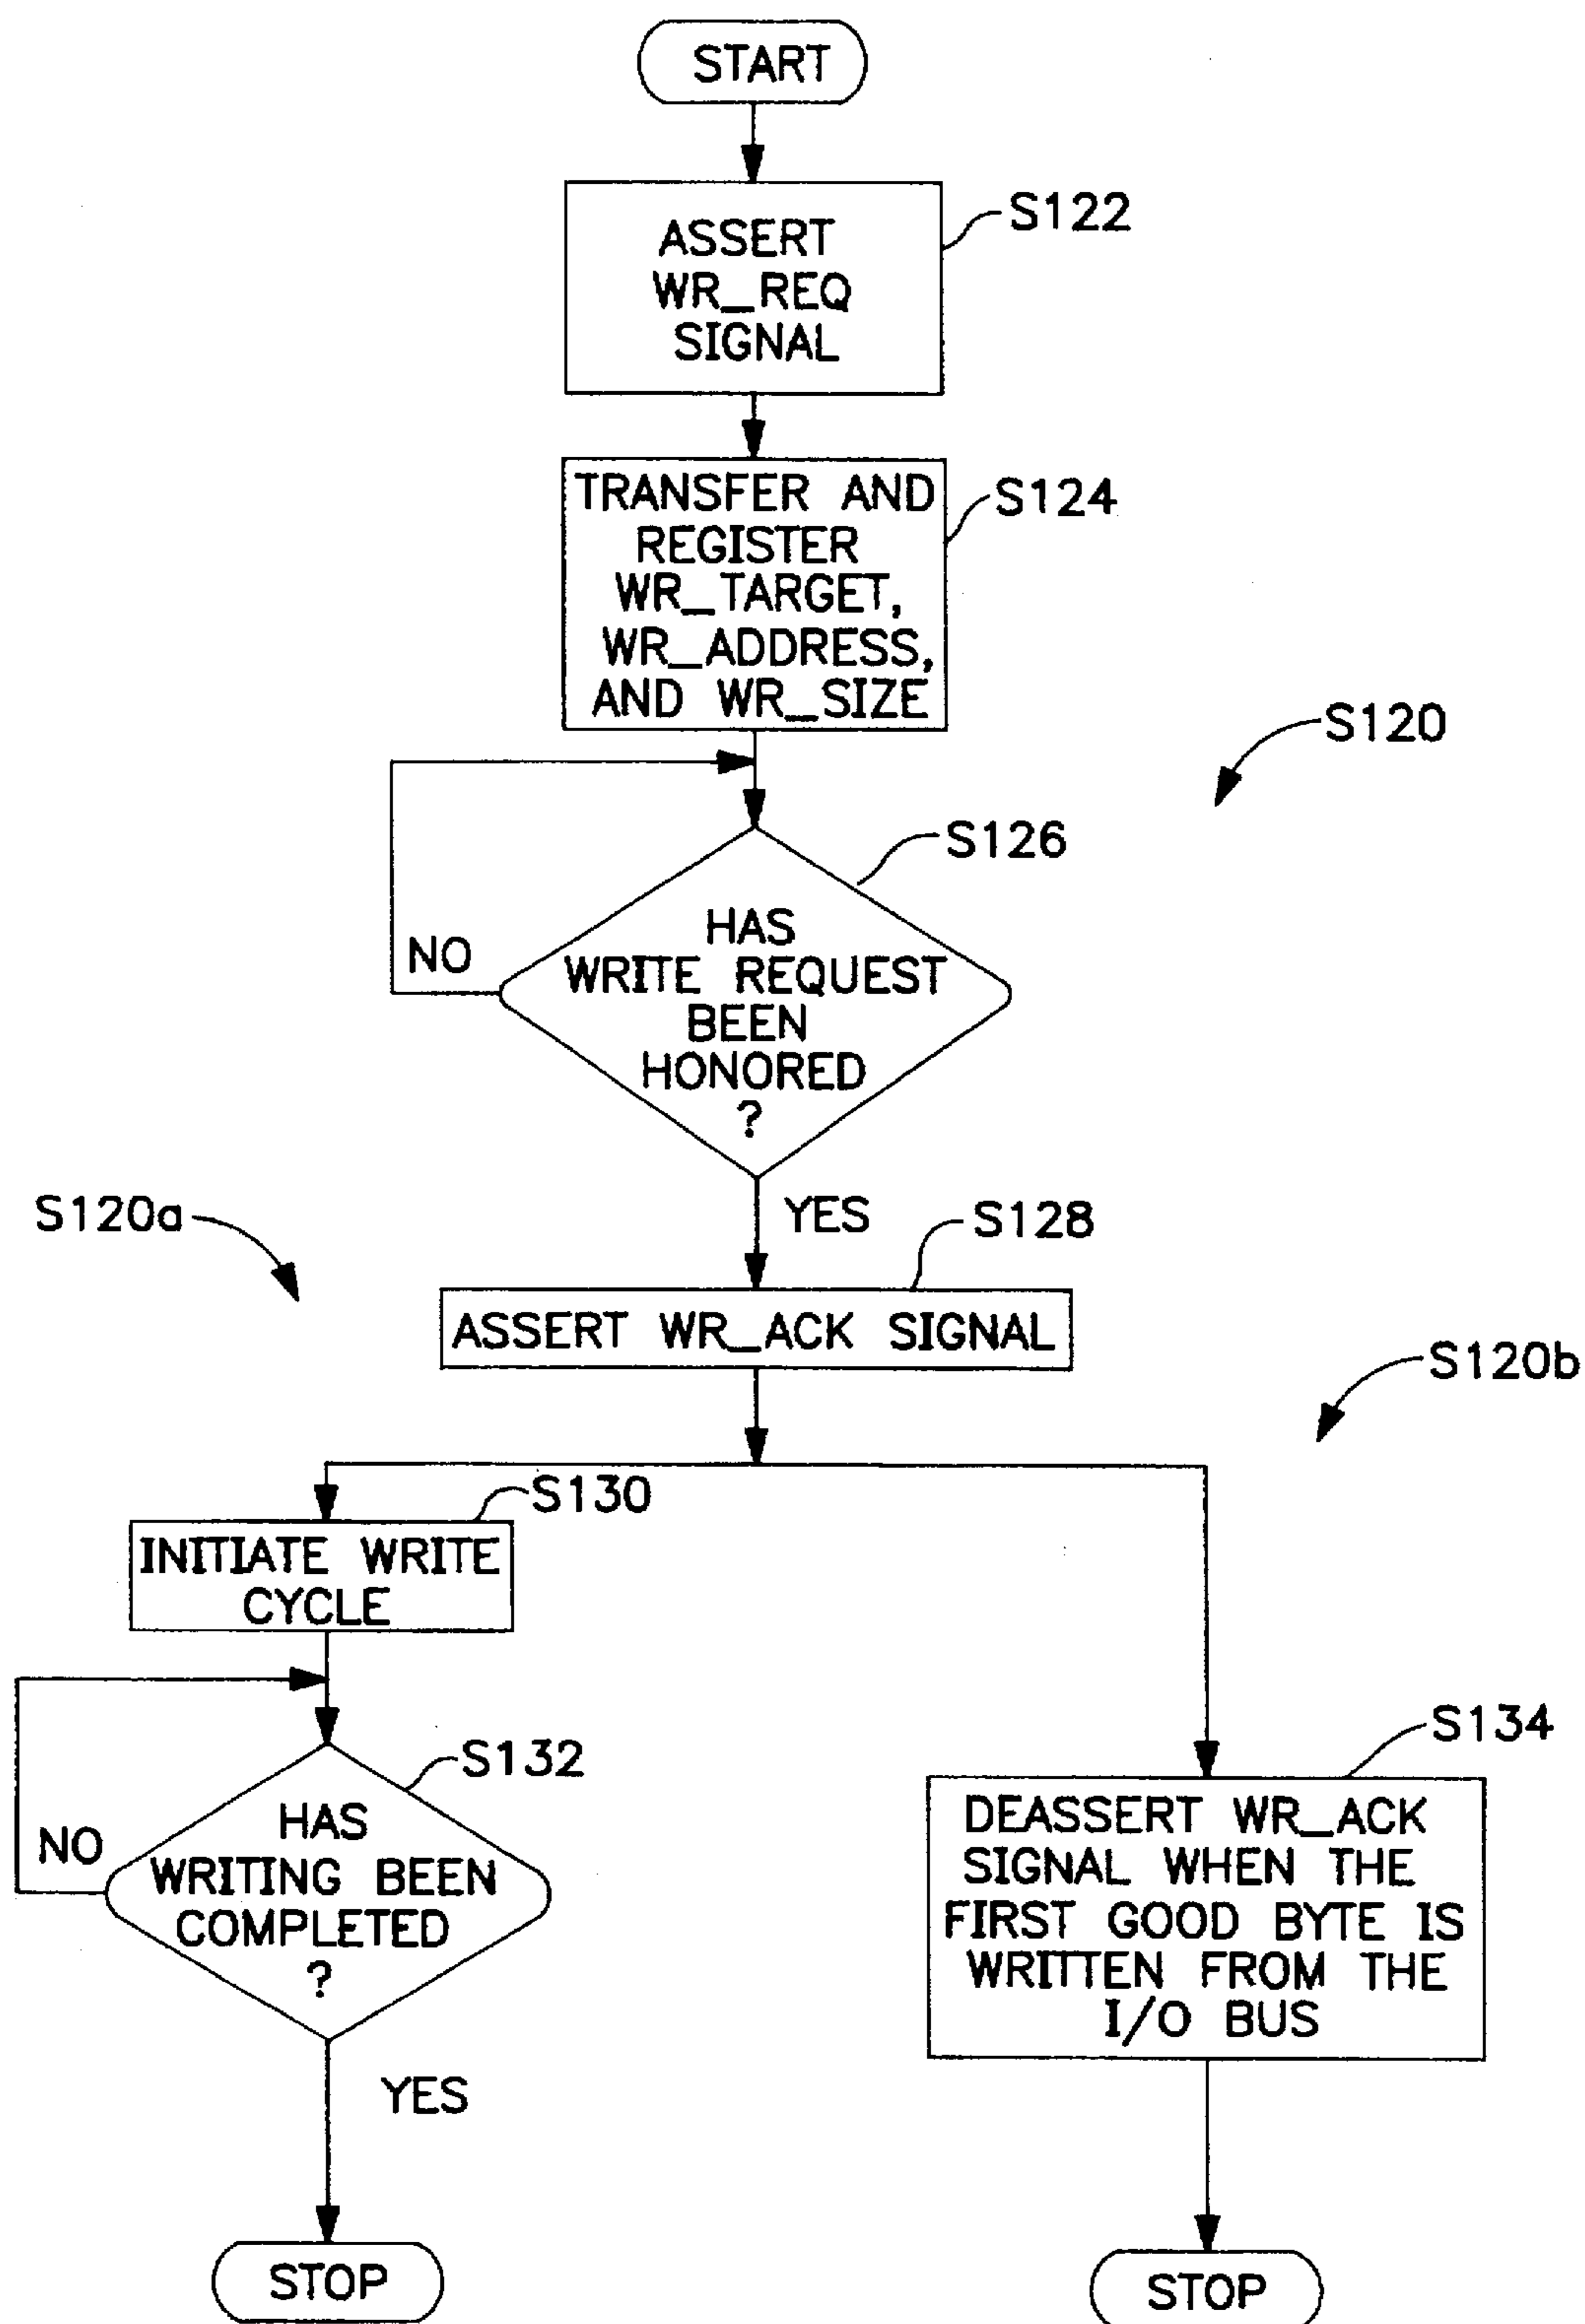 START
ASSERT
WR_REQ
SIGNAL
S122
TRANSFER AND
REGISTER
WR_TARGET,
WR_ADDRESS,
AND WR_SIZE
S124
S120
S126
HAS
WRITE REQUEST
BEEN
HONORED
?
NO
YES
S120a
S128
ASSERT WR_ACK SIGNAL
S120b
S130
INITIATE WRITE
CYCLE
S132
HAS
WRITING BEEN
COMPLETED
?
NO
YES
STOP
S134
DEASSERT WR_ACK
SIGNAL WHEN THE
FIRST GOOD BYTE IS
WRITTEN FROM THE
I/O BUS
STOP